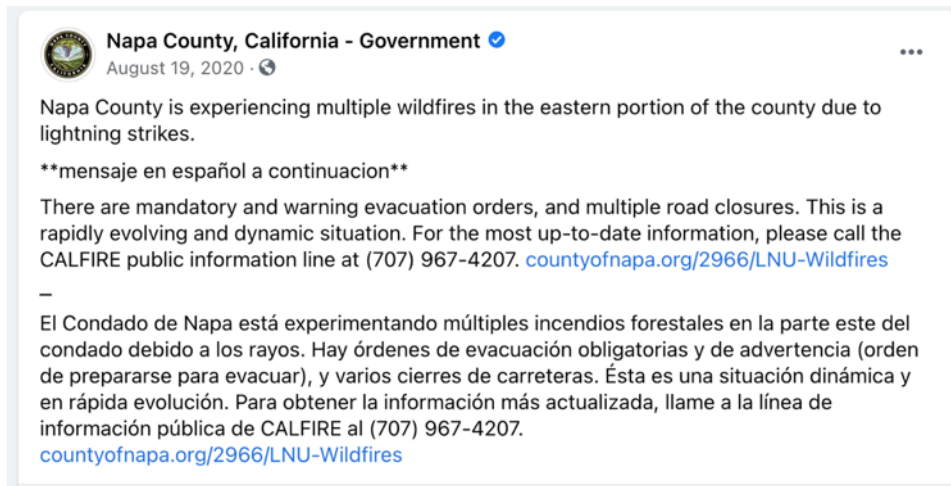 Napa County, California - Government
August 19, 2020 ·
Napa County is experiencing multiple wildfires in the eastern portion of the county due to
lightning strikes.
**mensaje en español a continuacion**
There are mandatory and warning evacuation orders, and multiple road closures. This is a
rapidly evolving and dynamic situation. For the most up-to-date information, please call the
CALFIRE public information line at (707) 967-4207. countyofnapa.org/2966/LNU-Wildfires
_
El Condado de Napa está experimentando múltiples incendios forestales en la parte este del
condado debido a los rayos. Hay órdenes de evacuación obligatorias y de advertencia (orden
de prepararse para evacuar), y varios cierres de carreteras. Ésta es una situación dinámica y
en rápida evolución. Para obtener la información más actualizada, llame a la línea de
información pública de CALFIRE al (707) 967-4207.
countyofnapa.org/2966/LNU-Wildfires